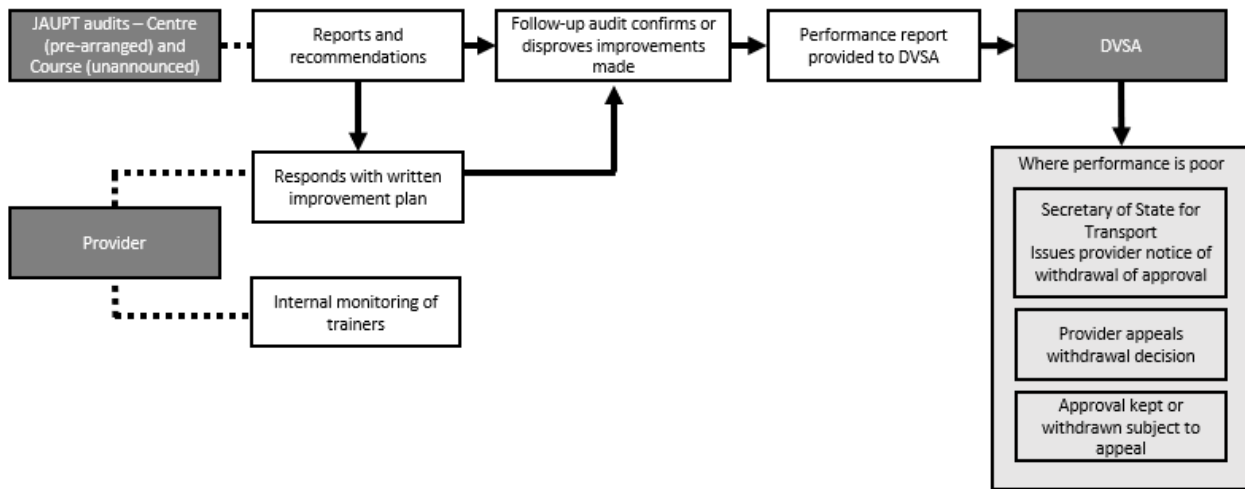 JAUPT audits – Centre
(pre-arranged) and
Course (unannounced)
Reports and
recommendations
Follow-up audit confirms or
disproves improvements
made
Performance report
provided to DVSA
DVSA
Responds with written
improvement plan
Provider
Internal monitoring of
trainers
Where performance is poor
Secretary of State for
Transport
Issues provider notice of
withdrawal of approval
Provider appeals
withdrawal decision
Approval kept or
withdrawn subject to
appeal